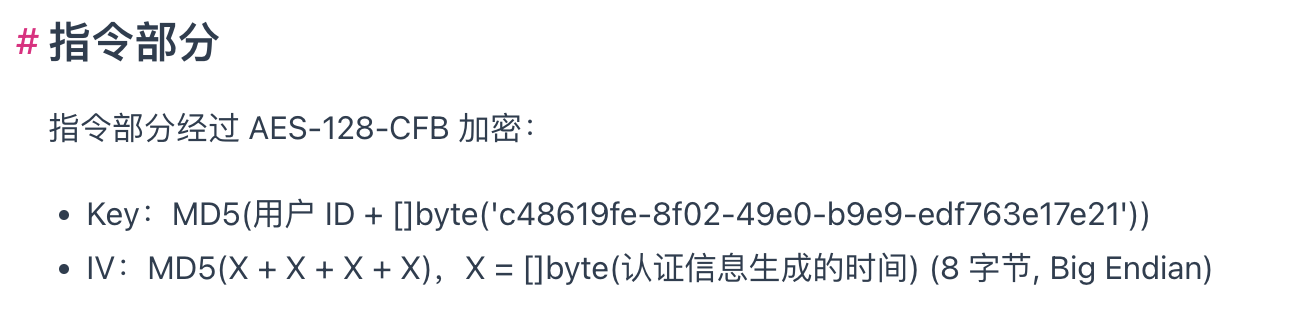 # 指令部分
指令部分经过 AES-128-CFB 加密：
• Key：MD5(用户 ID + []byte('c48619fe-8f02-49e0-b9e9-edf763e17e21'))
• IV：MD5(X + X + X + X)，X = []byte(认证信息生成的时间) (8 字节, Big Endian)